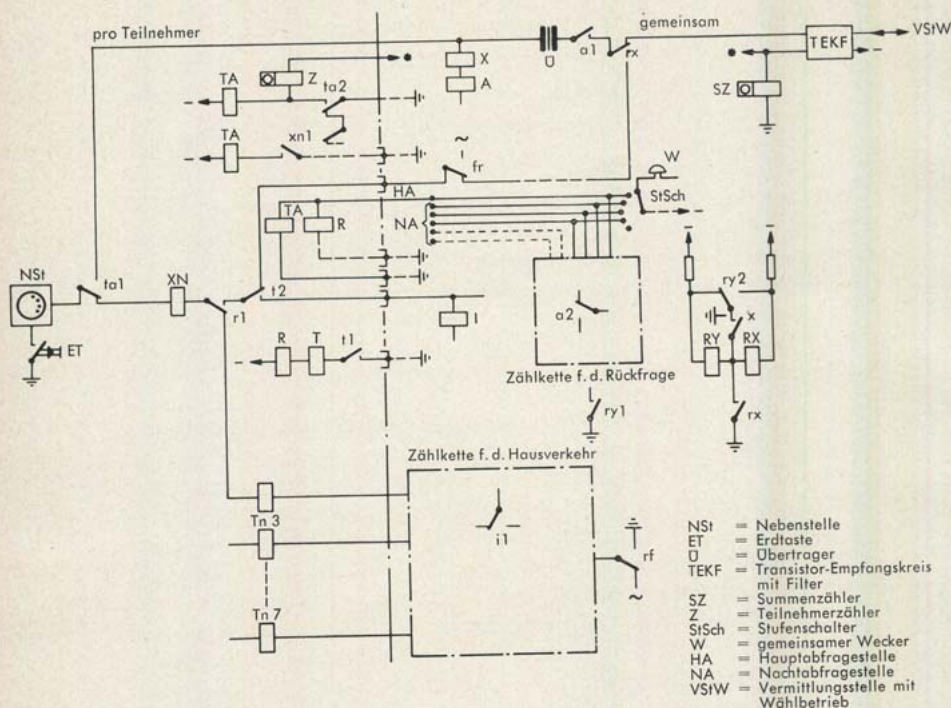 pro Teilnehmer
gemeinsam
a1
rx
TEKF
VStW
Ü
X
A
Z
TA
ta2
SZ
TA
xn1
~
fr
W
StSch
HA
TA
R
NA
NSt
ta1
XN
r1
t2
ry2
x
a2
I
RY
RX
ET
R
T
t1
Zählkette f. d. Rückfrage
rx
ry1
Zählkette f. d. Hausverkehr
Tn 3
i1
rf
~
Tn 7
NSt = Nebenstelle
ET = Erdtaste
Ü = Übertrager
TEKF = Transistor-Empfangskreis
mit Filter
SZ = Summenzähler
Z = Teilnehmerzähler
StSch = Stufenschalter
W = gemeinsamer Wecker
HA = Hauptabfragestelle
NA = Nachtabfragestelle
VStW = Vermittlungsstelle mit
Wählbetrieb